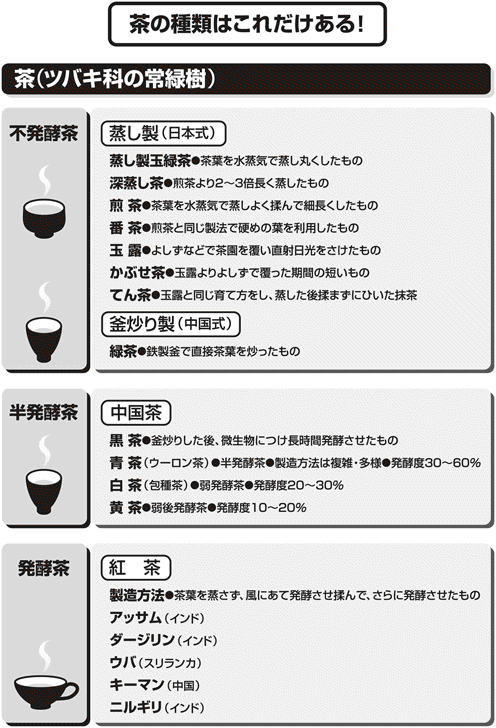 茶の種類はこれだけある!
茶（ツバキ科の常緑樹）
不発酵茶
蒸し製（日本式）
蒸し製玉緑茶●茶葉を水蒸気で蒸し丸くしたもの
深蒸し茶●煎茶より2〜3倍長く蒸したもの
煎 茶●茶葉を水蒸気で蒸しよく揉んで細長くしたもの
番 茶●煎茶と同じ製法で硬めの葉を利用したもの
玉 露●よしずなどで茶園を覆い直射日光をさけたもの
かぶせ茶●玉露よりよしずで覆った期間の短いもの
てん茶●玉露と同じ育て方をし、蒸した後揉まずにひいた抹茶
釜炒り製（中国式）
緑茶●鉄製釜で直接茶葉を炒ったもの
半発酵茶
中国茶
黒 茶●釜炒りした後、微生物につけ長時間発酵させたもの
青 茶（ウーロン茶）●半発酵茶●製造方法は複雑・多様●発酵度30〜60%
白 茶（包種茶）●弱発酵茶●発酵度20〜30%
黄 茶●弱後発酵茶●発酵度10〜20%
発酵茶
紅 茶
製造方法●茶葉を蒸さず、風にあて発酵させ揉んで、さらに発酵させたもの
アッサム（インド）
ダージリン（インド）
ウバ（スリランカ）
キーマン（中国）
ニルギリ（インド）